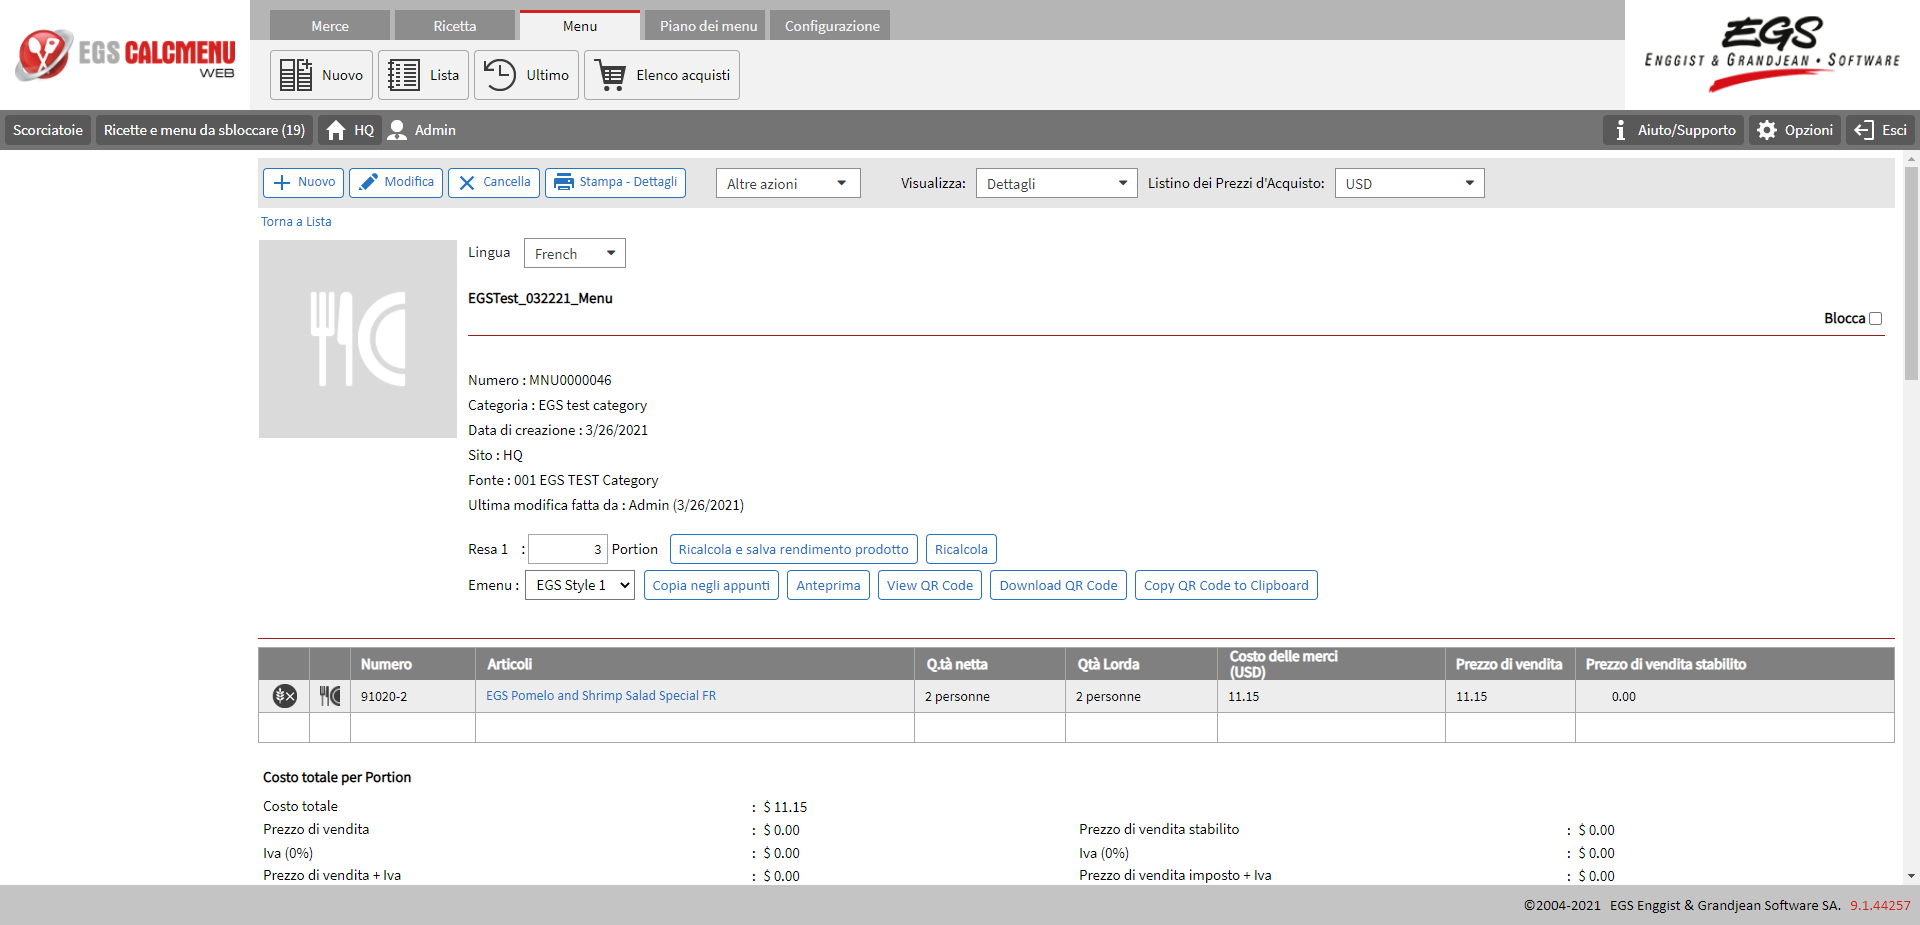 EGS CALCMENU
WEB
Merce
Ricetta
Menu
Piano dei menu
Configurazione
Nuovo
Lista
Ultimo
Elenco acquisti
EGS
ENGGIST & GRANDJEAN • SOFTWARE
Scorciatoie
Ricette e menu da sbloccare (19)
HQ
Admin
Aiuto/Supporto
Opzioni
Esci
Nuovo
Modifica
Cancella
Stampa - Dettagli
Altre azioni
Visualizza:
Dettagli
Listino dei Prezzi d'Acquisto:
USD
Torna a Lista
Lingua
French
EGSTest_032221_Menu
Blocca
Numero : MNU0000046
Categoria : EGS test category
Data di creazione : 3/26/2021
Sito : HQ
Fonte : 001 EGS TEST Category
Ultima modifica fatta da : Admin (3/26/2021)
Resa 1 : 3 Portion
Ricalcola e salva rendimento prodotto
Ricalcola
Emenu :
EGS Style 1
Copia negli appunti
Anteprima
View QR Code
Download QR Code
Copy QR Code to Clipboard
Numero
Articoli
Q.tà netta
Qtà Lorda
Costo delle merci
(USD)
Prezzo di vendita
Prezzo di vendita stabilito
91020-2
EGS Pomelo and Shrimp Salad Special FR
2 personne
2 personne
11.15
11.15
0.00
Costo totale per Portion
Costo totale : $ 11.15
Prezzo di vendita : $ 0.00
Prezzo di vendita stabilito : $ 0.00
Iva (0%) : $ 0.00
Iva (0%) : $ 0.00
Prezzo di vendita + Iva : $ 0.00
Prezzo di vendita imposto + Iva : $ 0.00
©2004-2021 EGS Enggist & Grandjean Software SA. 9.1.44257